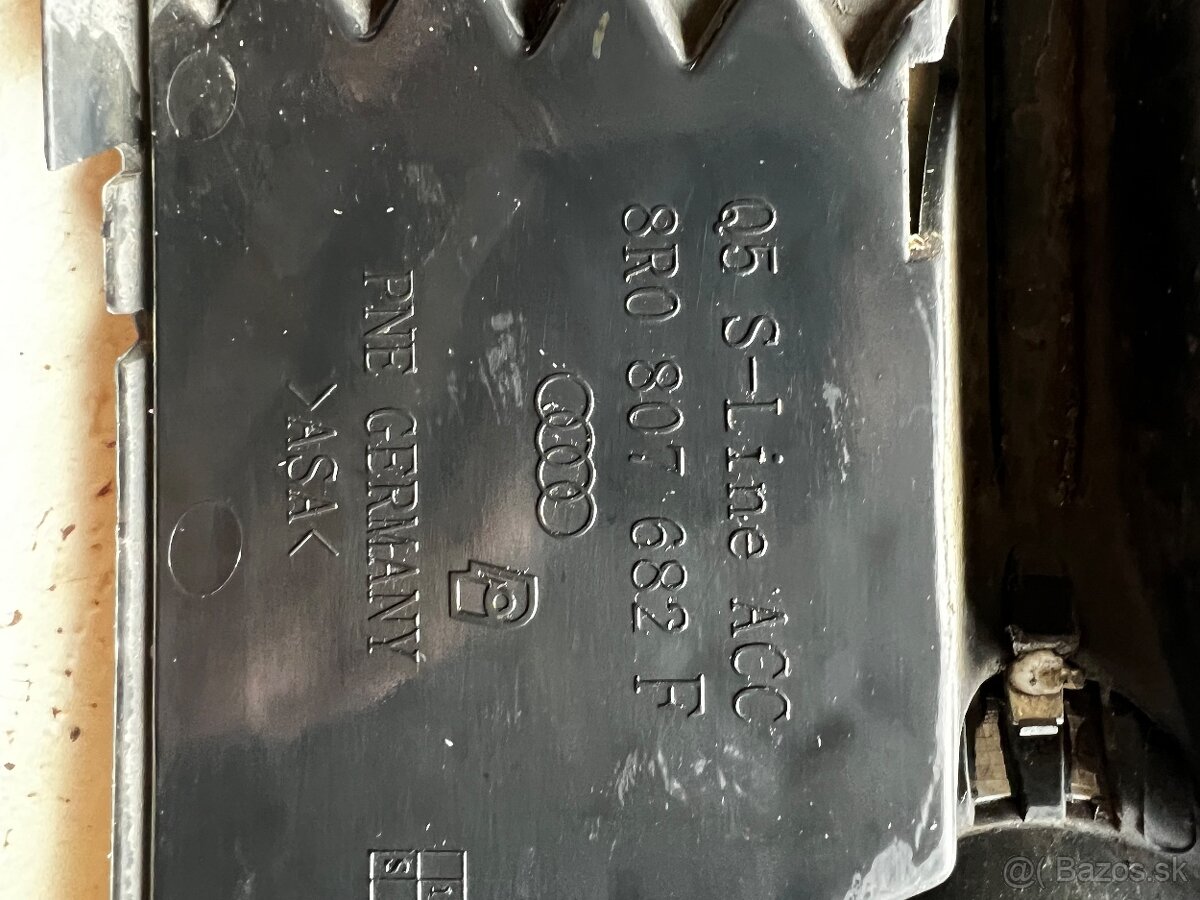 Q5 S-Line ACC
8R0 807 682 F
PNE GERMANY
>ASA<
S
@( Bazos.sk